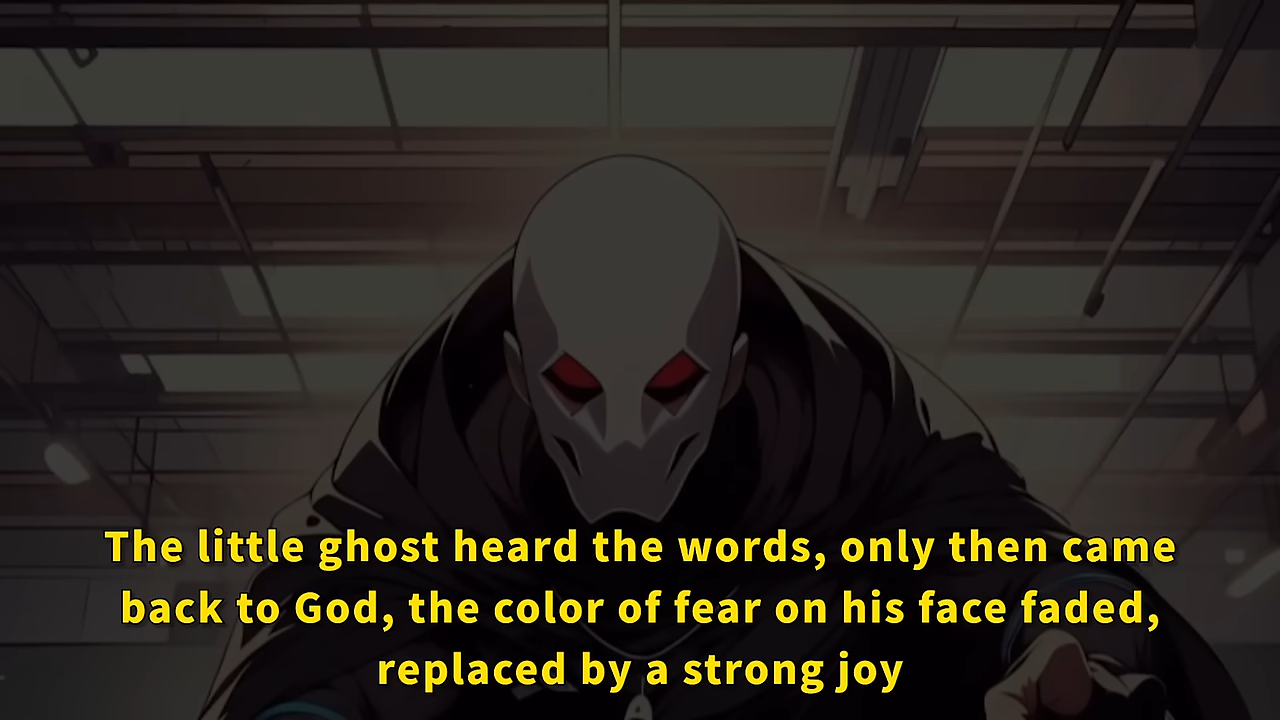 The little ghost heard the words, only then came
back to God, the color of fear on his face faded,
replaced by a strong joy